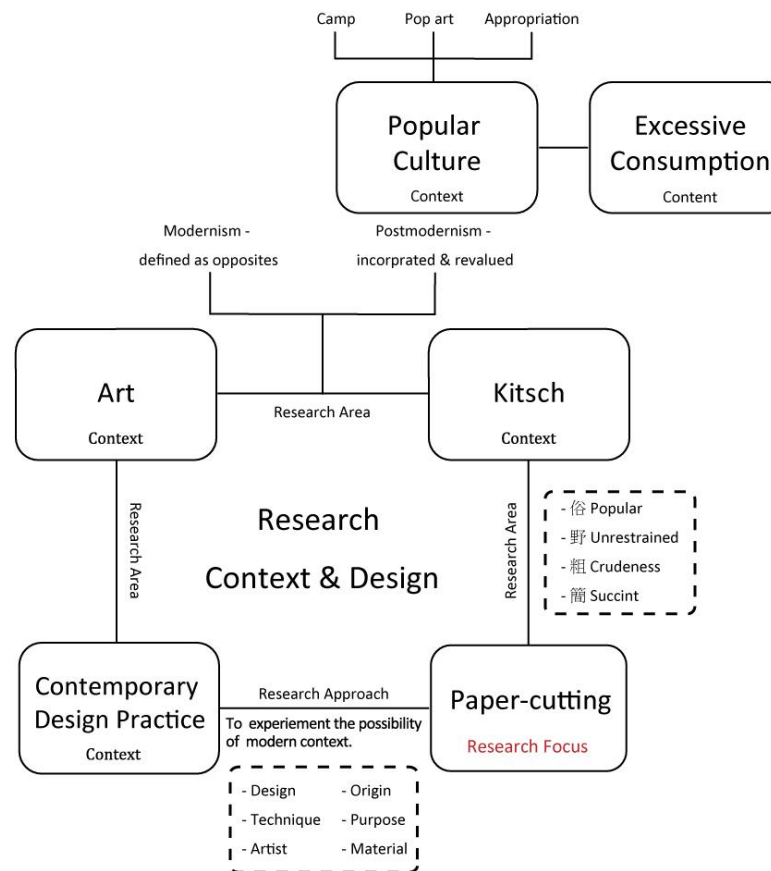 Camp Pop art Appropriation
Popular
Culture
Context
Excessive
Consumption
Content
Modernism -
defined as opposites
Postmodernism -
incorprated & revalued
Art
Context
Research Area
Kitsch
Context
Research Area
Research
Context & Design
Research Area
- 俗 Popular
- 野 Unrestrained
- 粗 Crudeness
- 簡 Succint
Contemporary
Design Practice
Context
Research Approach
To experiement the possibility
of modern context.
Paper-cutting
Research Focus
- Design - Origin
- Technique - Purpose
- Artist - Material